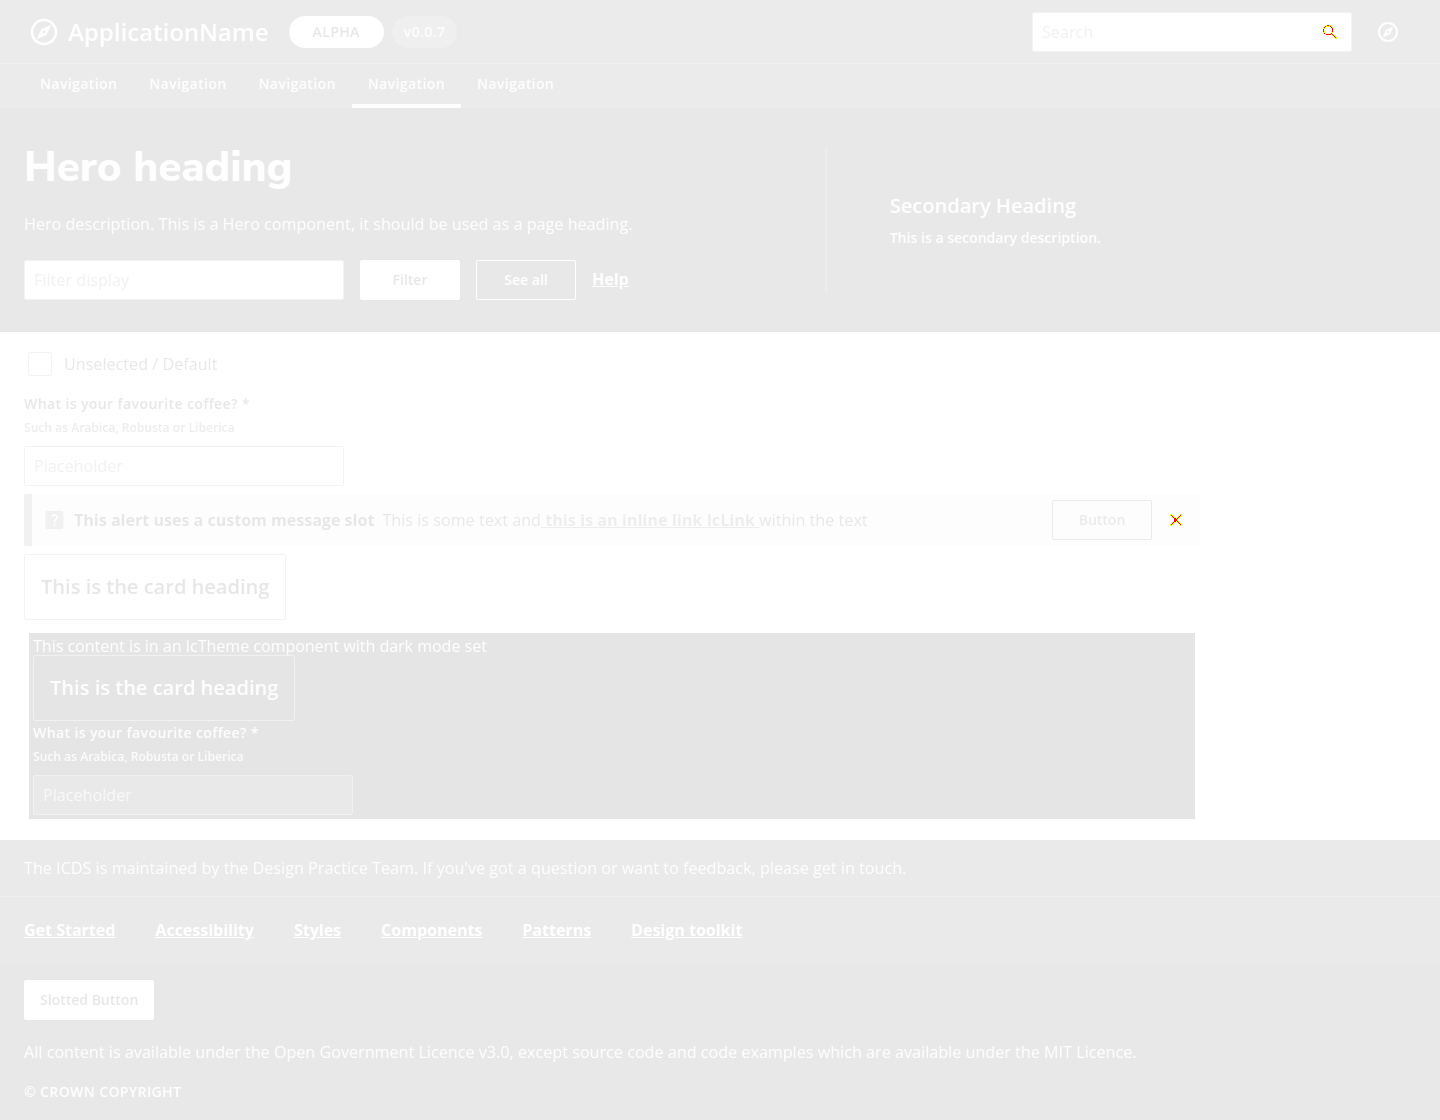 ApplicationName ALPHA v0.0.7 Search
Navigation Navigation Navigation Navigation Navigation
Hero heading
Hero description. This is a Hero component, it should be used as a page heading.
Filter display Filter See all Help
Secondary Heading
This is a secondary description.
Unselected / Default
What is your favourite coffee? *
Such as Arabica, Robusta or Liberica
Placeholder
This alert uses a custom message slot This is some text and this is an inline link IcLink within the text Button
This is the card heading
This content is in an IcTheme component with dark mode set
This is the card heading
What is your favourite coffee? *
Such as Arabica, Robusta or Liberica
Placeholder
The ICDS is maintained by the Design Practice Team. If you've got a question or want to feedback, please get in touch.
Get Started Accessibility Styles Components Patterns Design toolkit
Slotted Button
All content is available under the Open Government Licence v3.0, except source code and code examples which are available under the MIT Licence.
© CROWN COPYRIGHT